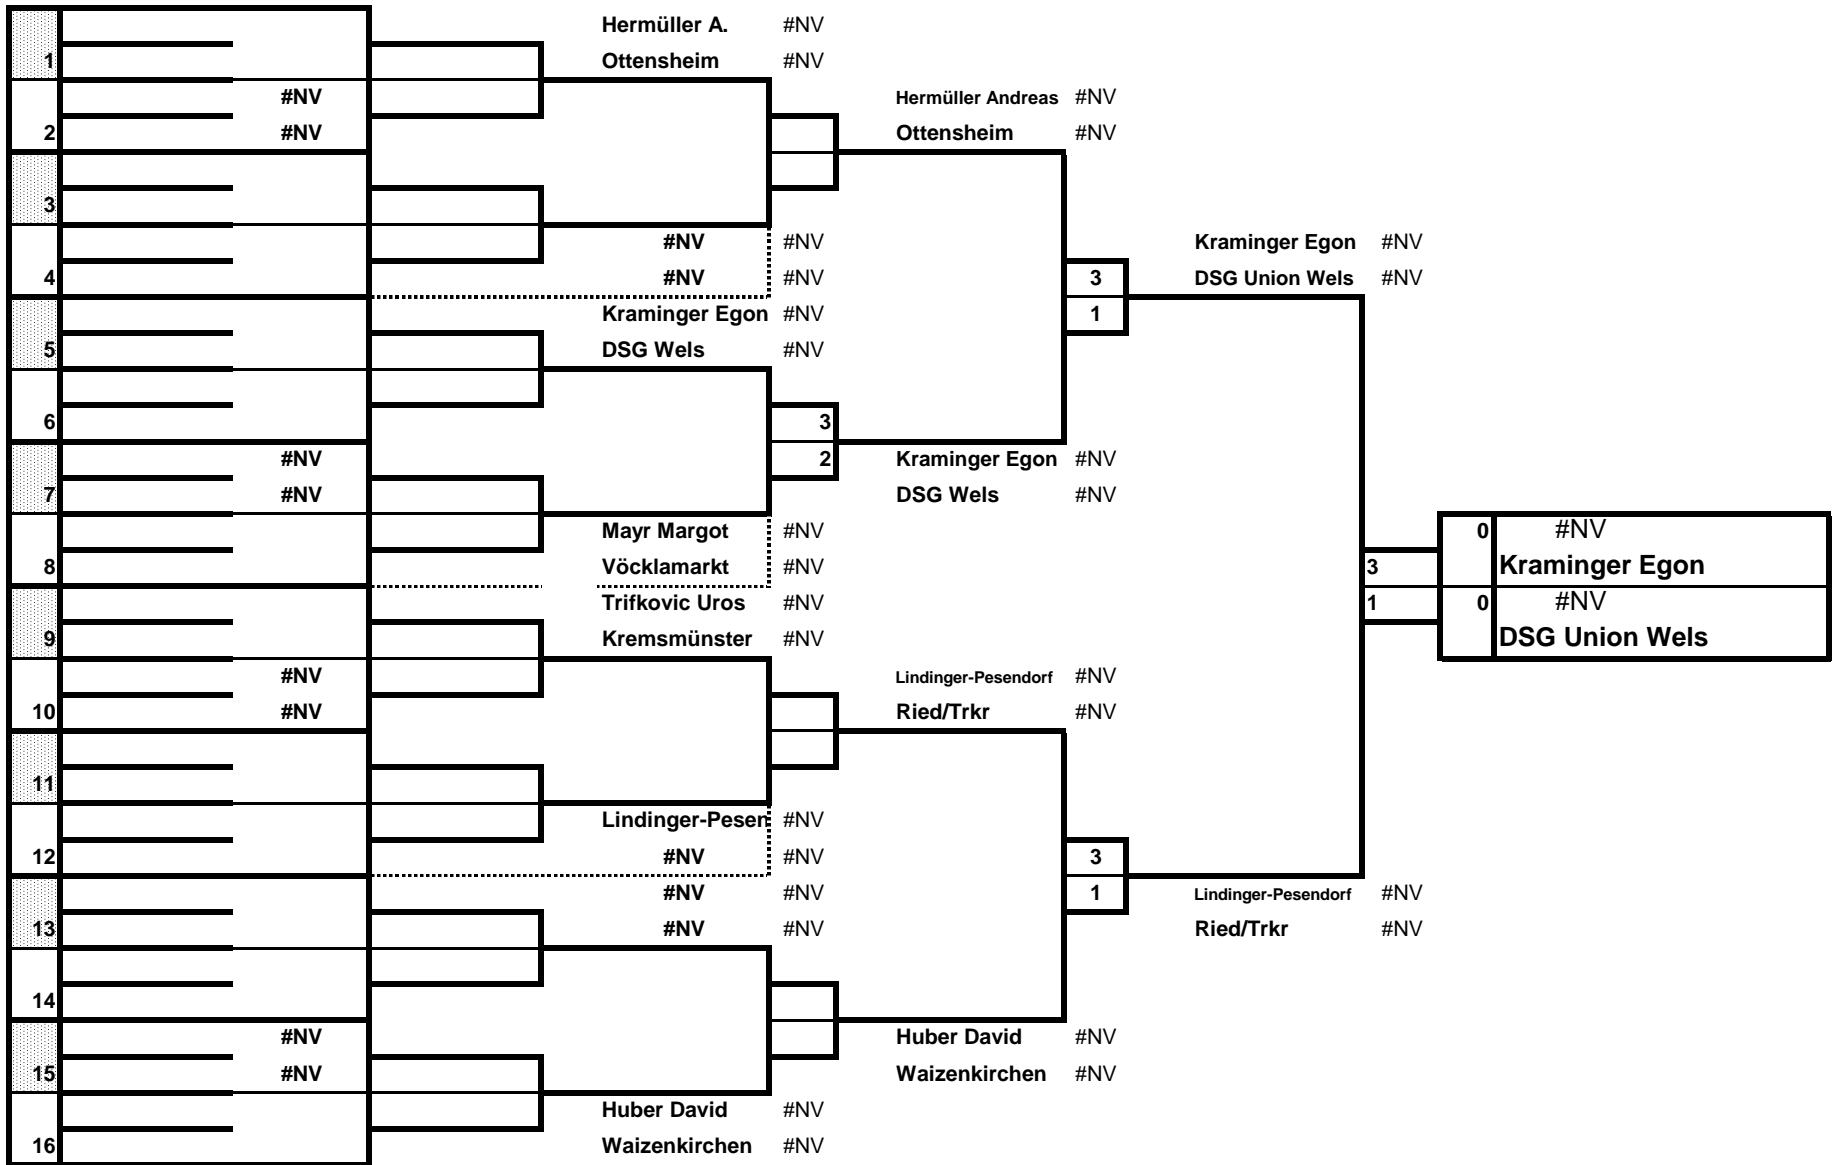 Hermüller A. #NV
1 Ottensheim #NV
#NV Hermüller Andreas #NV
2 #NV Ottensheim #NV
3
#NV #NV Kraminger Egon #NV
4 #NV #NV 3 DSG Union Wels #NV
Kraminger Egon #NV 1
5 DSG Wels #NV
6 3
#NV 2 Kraminger Egon #NV
7 #NV DSG Wels #NV
Mayr Margot #NV 0 #NV
8 Vöcklamarkt #NV 3 Kraminger Egon
Trifkovic Uros #NV 1 0 #NV
9 Kremsmünster #NV DSG Union Wels
#NV Lindinger-Pesendorf #NV
10 #NV Ried/Trkr #NV
11
Lindinger-Pesen #NV
12 #NV #NV 3
#NV #NV 1 Lindinger-Pesendorf #NV
13 #NV #NV Ried/Trkr #NV
14
#NV Huber David #NV
15 #NV Waizenkirchen #NV
Huber David #NV
16 Waizenkirchen #NV